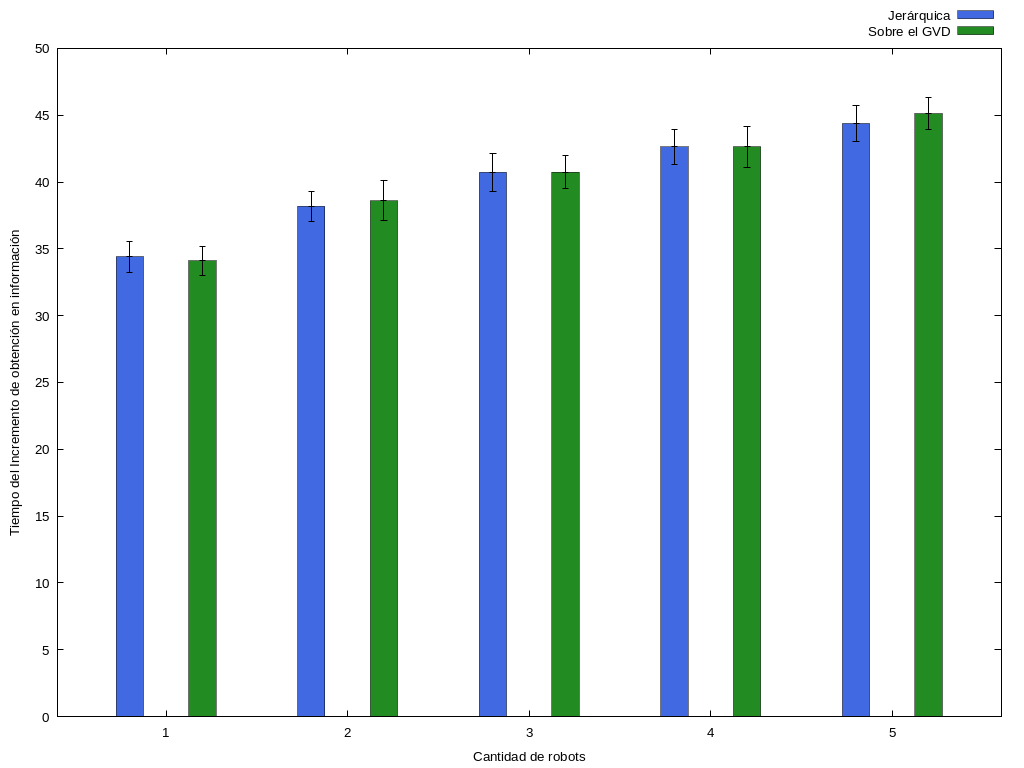 Jerárquica
Sobre el GVD
50
45
40
35
30
25
20
15
10
5
0
Tiempo del Incremento de obtención en información
1 2 3 4 5
Cantidad de robots